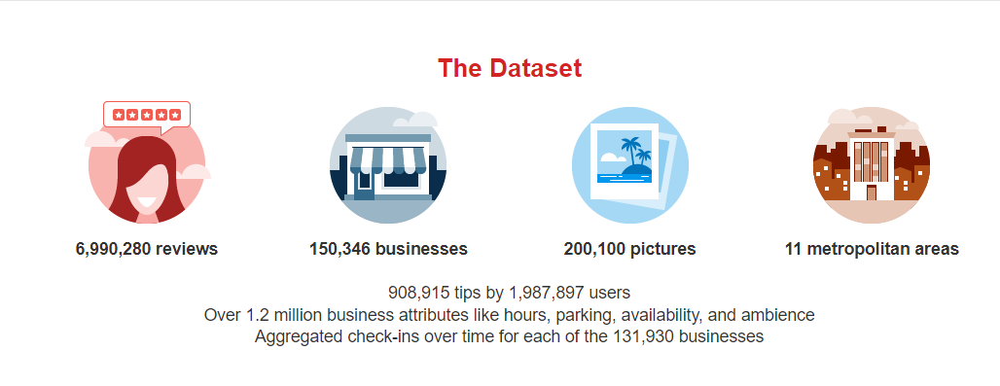 The Dataset
6,990,280 reviews
150,346 businesses
200,100 pictures
11 metropolitan areas
908,915 tips by 1,987,897 users
Over 1.2 million business attributes like hours, parking, availability, and ambience
Aggregated check-ins over time for each of the 131,930 businesses